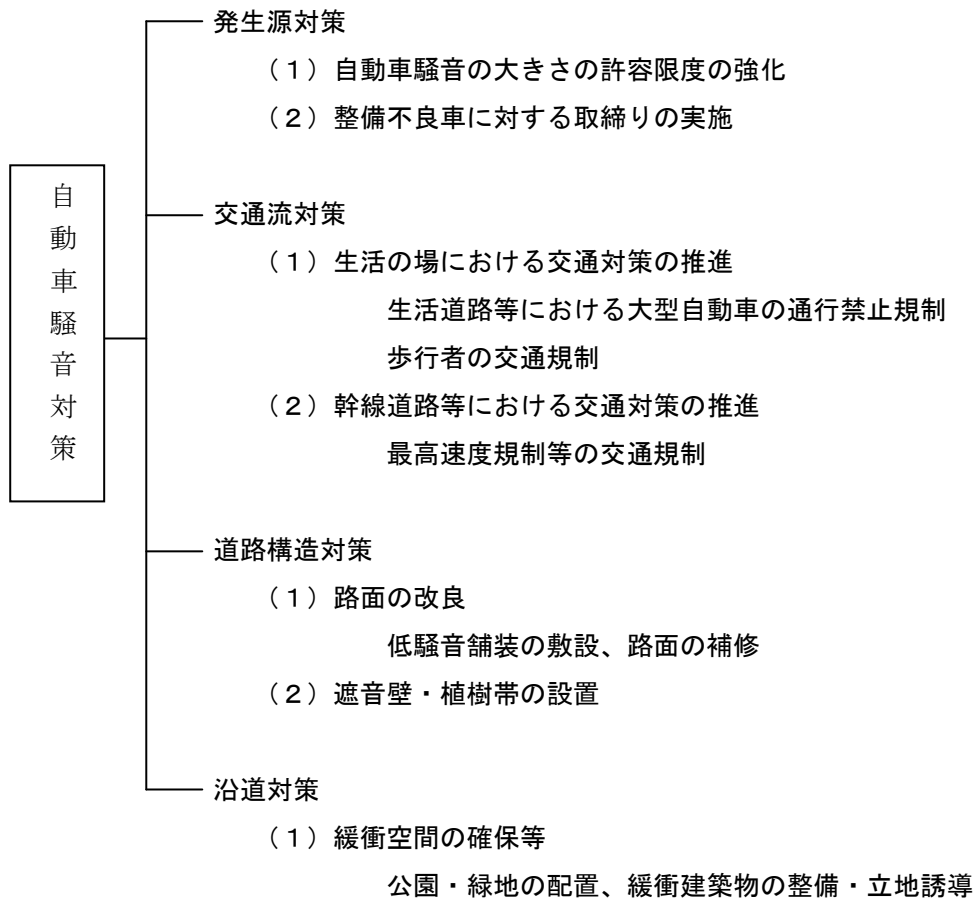 自動車騒音対策
発生源対策
（１）自動車騒音の大きさの許容限度の強化
（２）整備不良車に対する取締りの実施
交通流対策
（１）生活の場における交通対策の推進
生活道路等における大型自動車の通行禁止規制
歩行者の交通規制
（２）幹線道路等における交通対策の推進
最高速度規制等の交通規制
道路構造対策
（１）路面の改良
低騒音舗装の敷設、路面の補修
（２）遮音壁・植樹帯の設置
沿道対策
（１）緩衝空間の確保等
公園・緑地の配置、緩衝建築物の整備・立地誘導